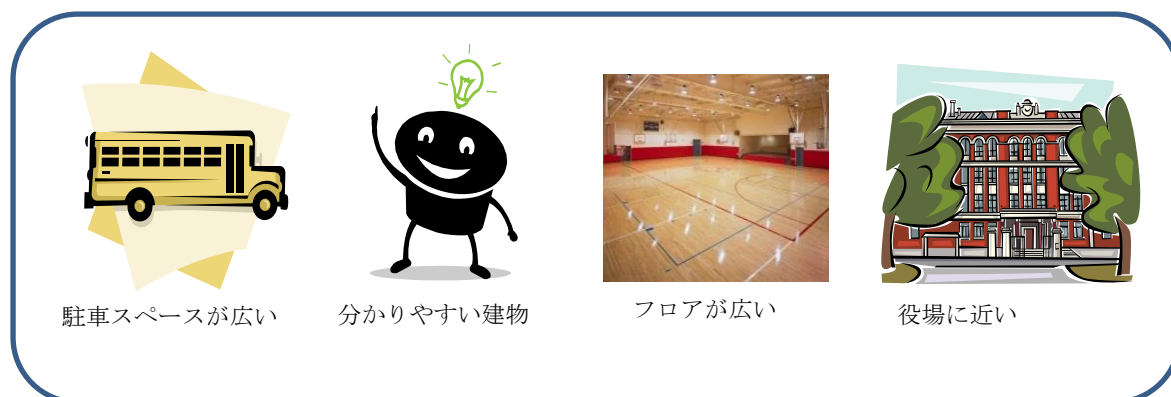 駐車スペースが広い
分かりやすい建物
フロアが広い
役場に近い